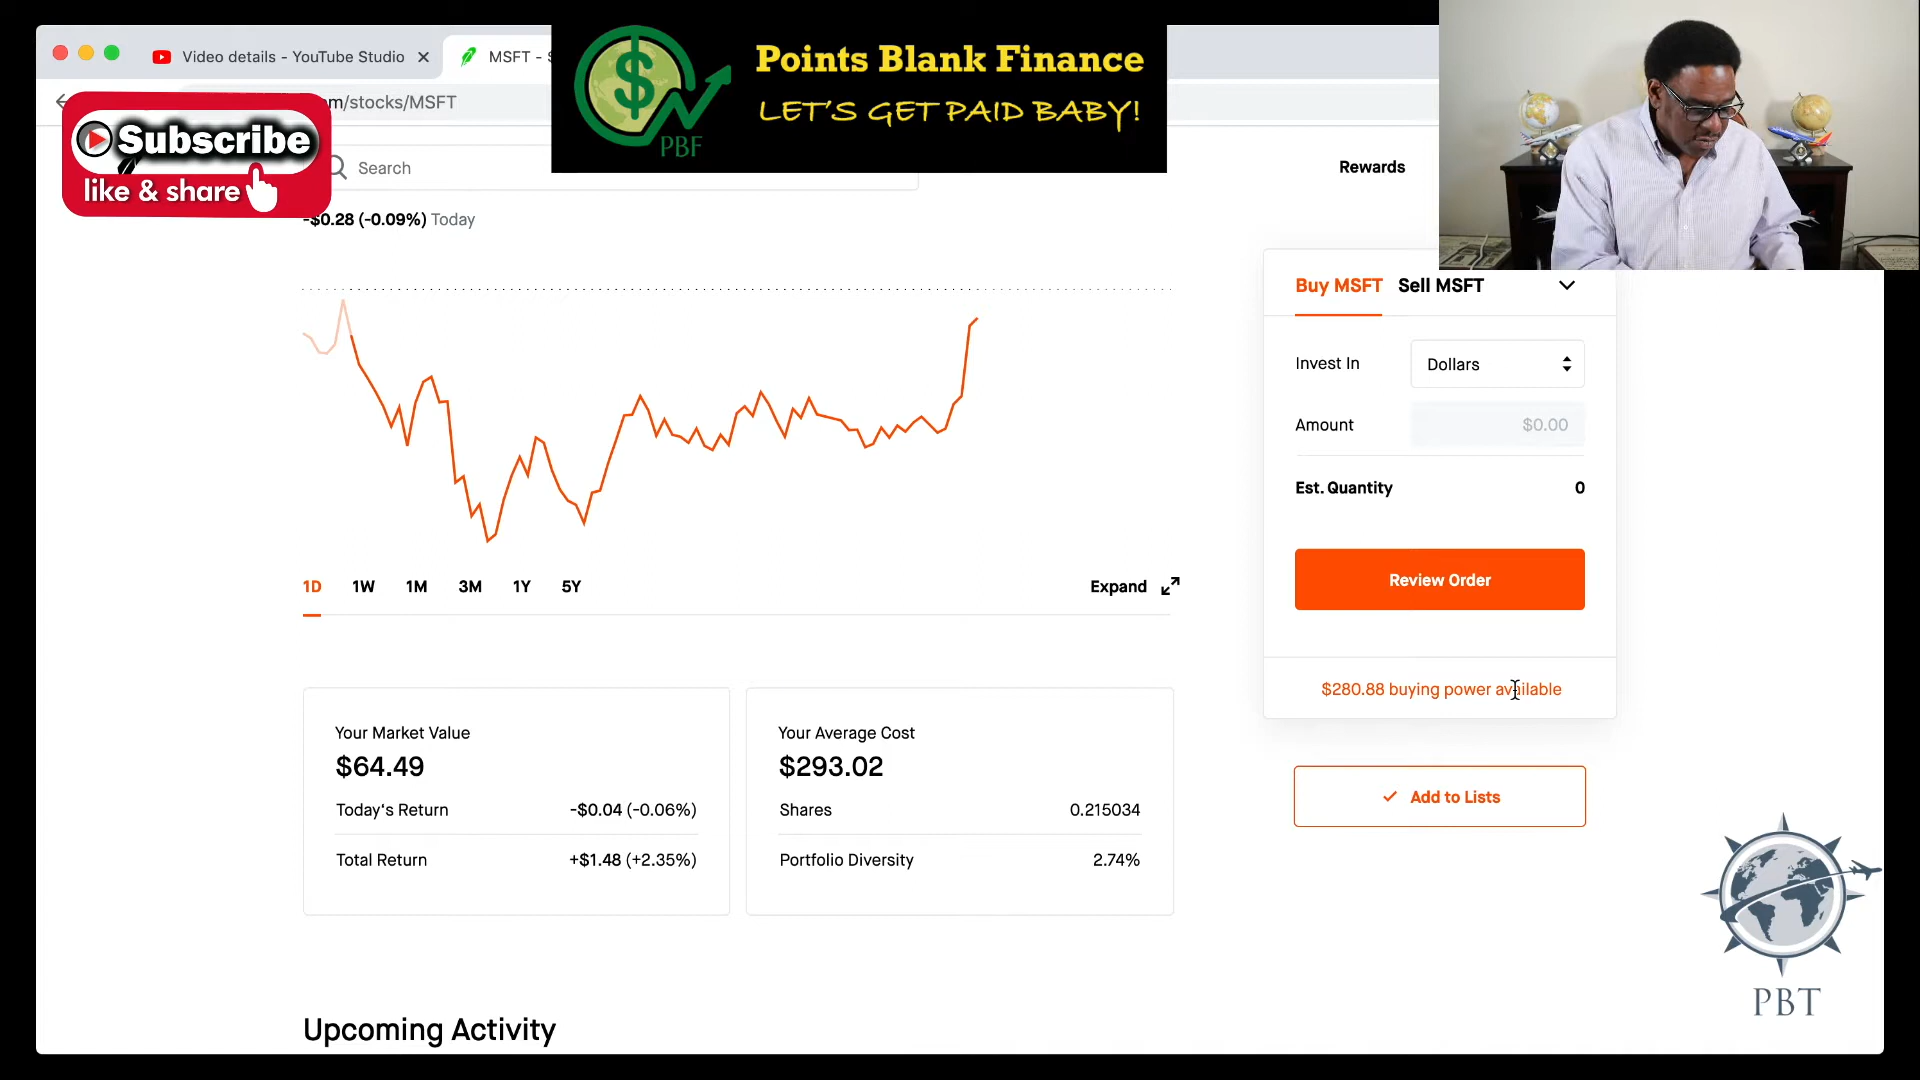 Video details - YouTube Studio
MSFT -
Points Blank Finance
LET'S GET PAID BABY!
PBF
m/stocks/MSFT
Subscribe
like & share
Search
Rewards
-$0.28 (-0.09%) Today
Buy MSFT
Sell MSFT
Invest In
Dollars
Amount
$0.00
Est. Quantity
0
Review Order
$280.88 buying power available
Add to Lists
1D
1W
1M
3M
1Y
5Y
Expand
Your Market Value
$64.49
Today's Return
-$0.04 (-0.06%)
Total Return
+$1.48 (+2.35%)
Your Average Cost
$293.02
Shares
0.215034
Portfolio Diversity
2.74%
Upcoming Activity
PBT